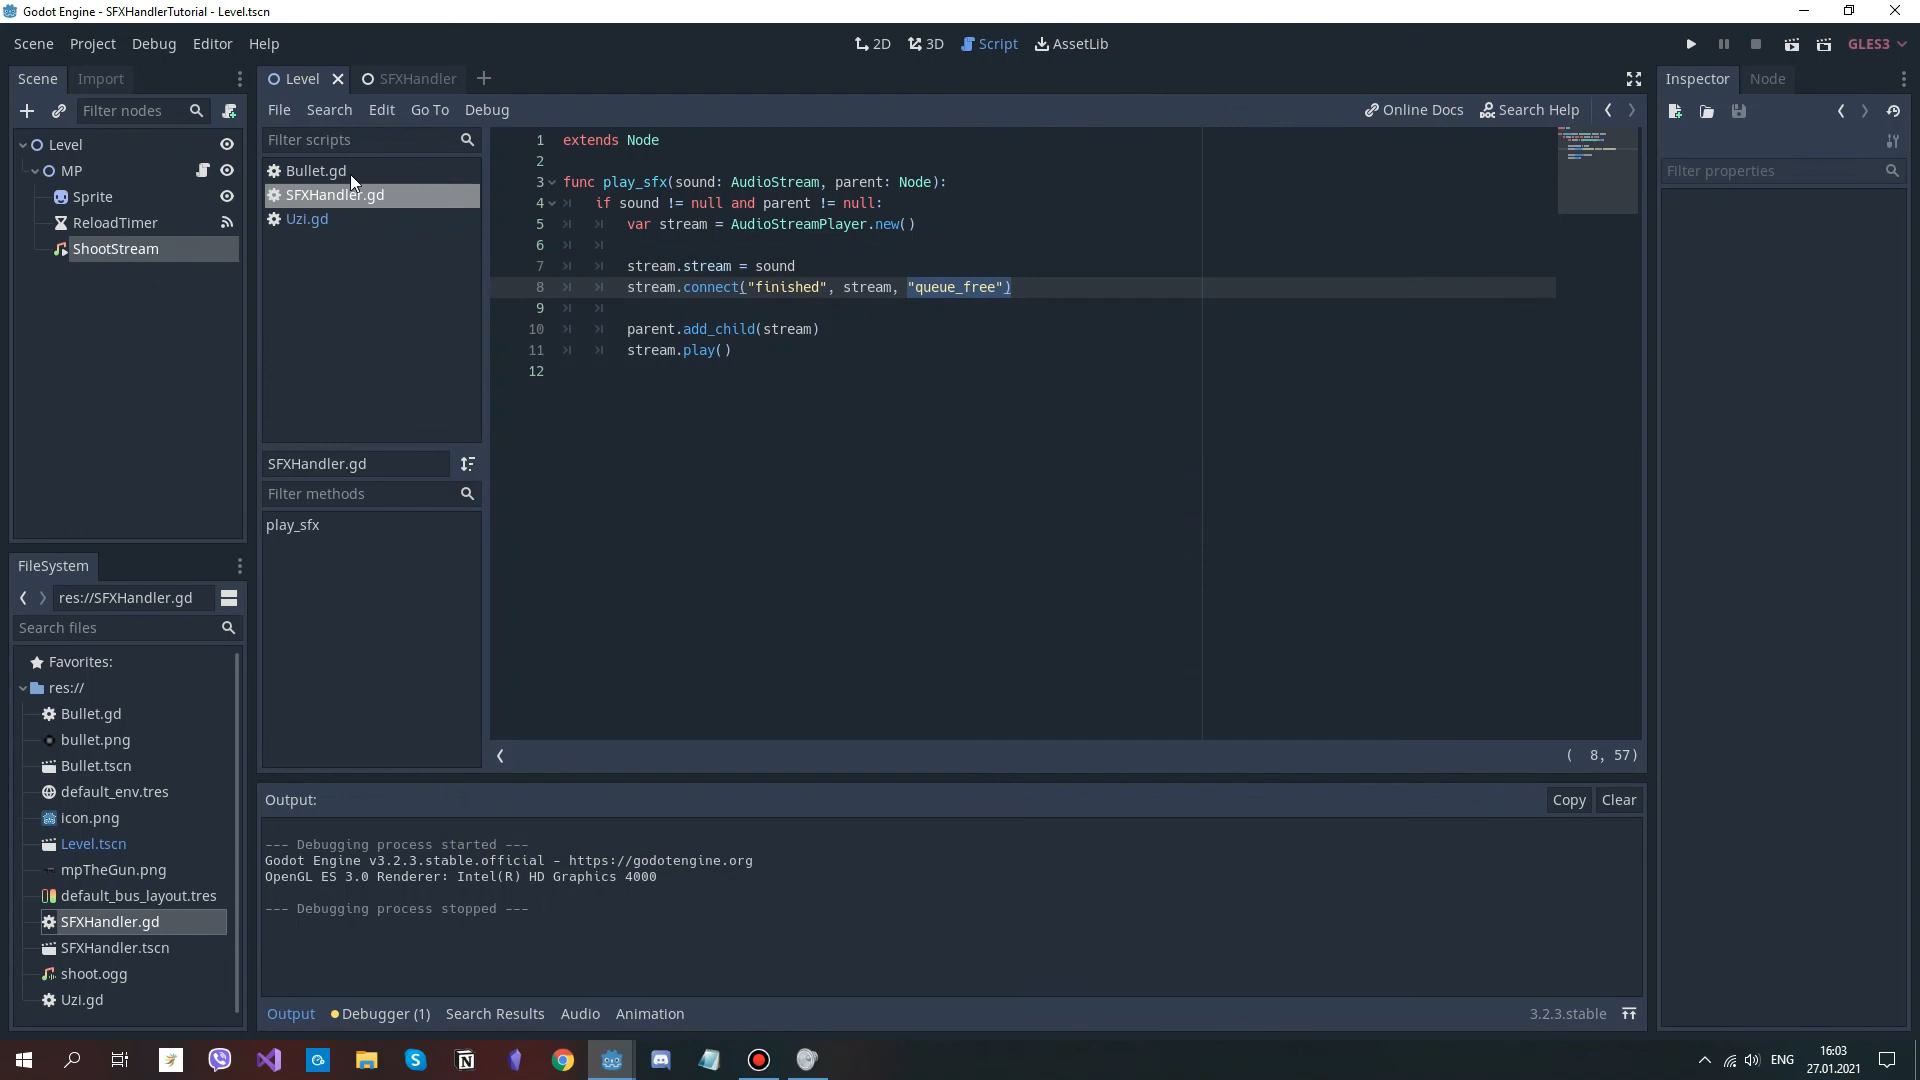 Godot Engine - SFXHandlerTutorial - Level.tscn
Scene Project Debug Editor Help
2D 3D Script AssetLib
GLES3
Scene Import
Level SFXHandler
Inspector Node
Filter nodes
File Search Edit Go To Debug
Online Docs Search Help
Level
MP
Sprite
ReloadTimer
ShootStream
Filter scripts
Bullet.gd
SFXHandler.gd
Uzi.gd
SFXHandler.gd
Filter methods
play_sfx
1 extends Node
2
3 func play_sfx(sound: AudioStream, parent: Node):
4 if sound != null and parent != null:
5 var stream = AudioStreamPlayer.new()
6
7 stream.stream = sound
8 stream.connect("finished", stream, "queue_free")
9
10 parent.add_child(stream)
11 stream.play()
12
( 8, 57)
Filter properties
FileSystem
res://SFXHandler.gd
Search files
Favorites:
res://
Bullet.gd
bullet.png
Bullet.tscn
default_env.tres
icon.png
Level.tscn
mpTheGun.png
default_bus_layout.tres
SFXHandler.gd
SFXHandler.tscn
shoot.ogg
Uzi.gd
Output:
Copy Clear
--- Debugging process started ---
Godot Engine v3.2.3.stable.official - https://godotengine.org
OpenGL ES 3.0 Renderer: Intel(R) HD Graphics 4000
--- Debugging process stopped ---
Output Debugger (1) Search Results Audio Animation
3.2.3.stable
ENG
16:03
27.01.2021